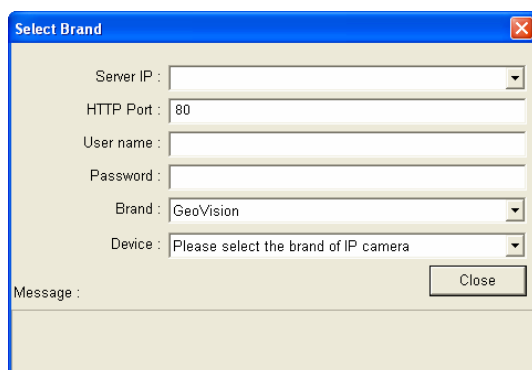 Select Brand
Server IP :
HTTP Port : 80
User name :
Password :
Brand : GeoVision
Device : Please select the brand of IP camera
Close
Message :